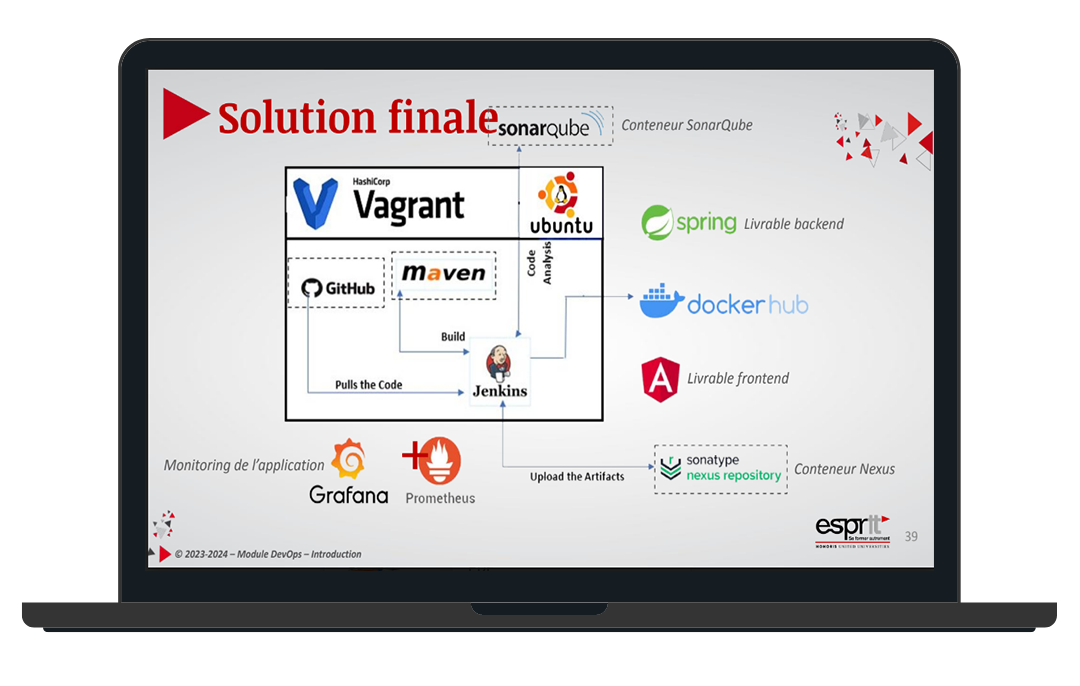 Solution finale
sonarqube
Conteneur SonarQube
HashiCorp
Vagrant
ubuntu
spring
Livrable backend
Code
Analysis
GitHub
maven
docker hub
Build
Jenkins
Livrable frontend
Pulls the Code
Monitoring de l'application
Grafana
Prometheus
Upload the Artifacts
sonatype
nexus repository
Conteneur Nexus
esprit
Se former autrement
HONORIS UNITED UNIVERSITIES
© 2023-2024 – Module DevOps – Introduction
39